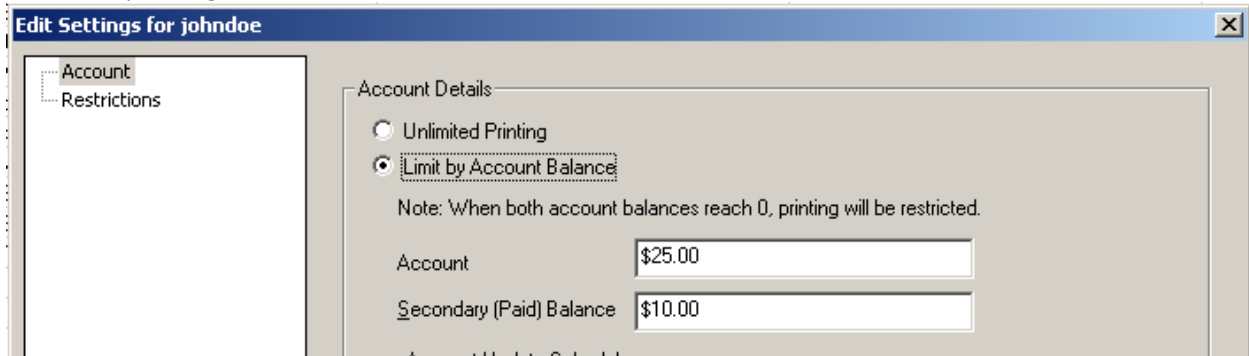 Edit Settings for johndoe
Account
Restrictions
Account Details
Unlimited Printing
Limit by Account Balance
Note: When both account balances reach 0, printing will be restricted.
Account
$25.00
Secondary (Paid) Balance
$10.00